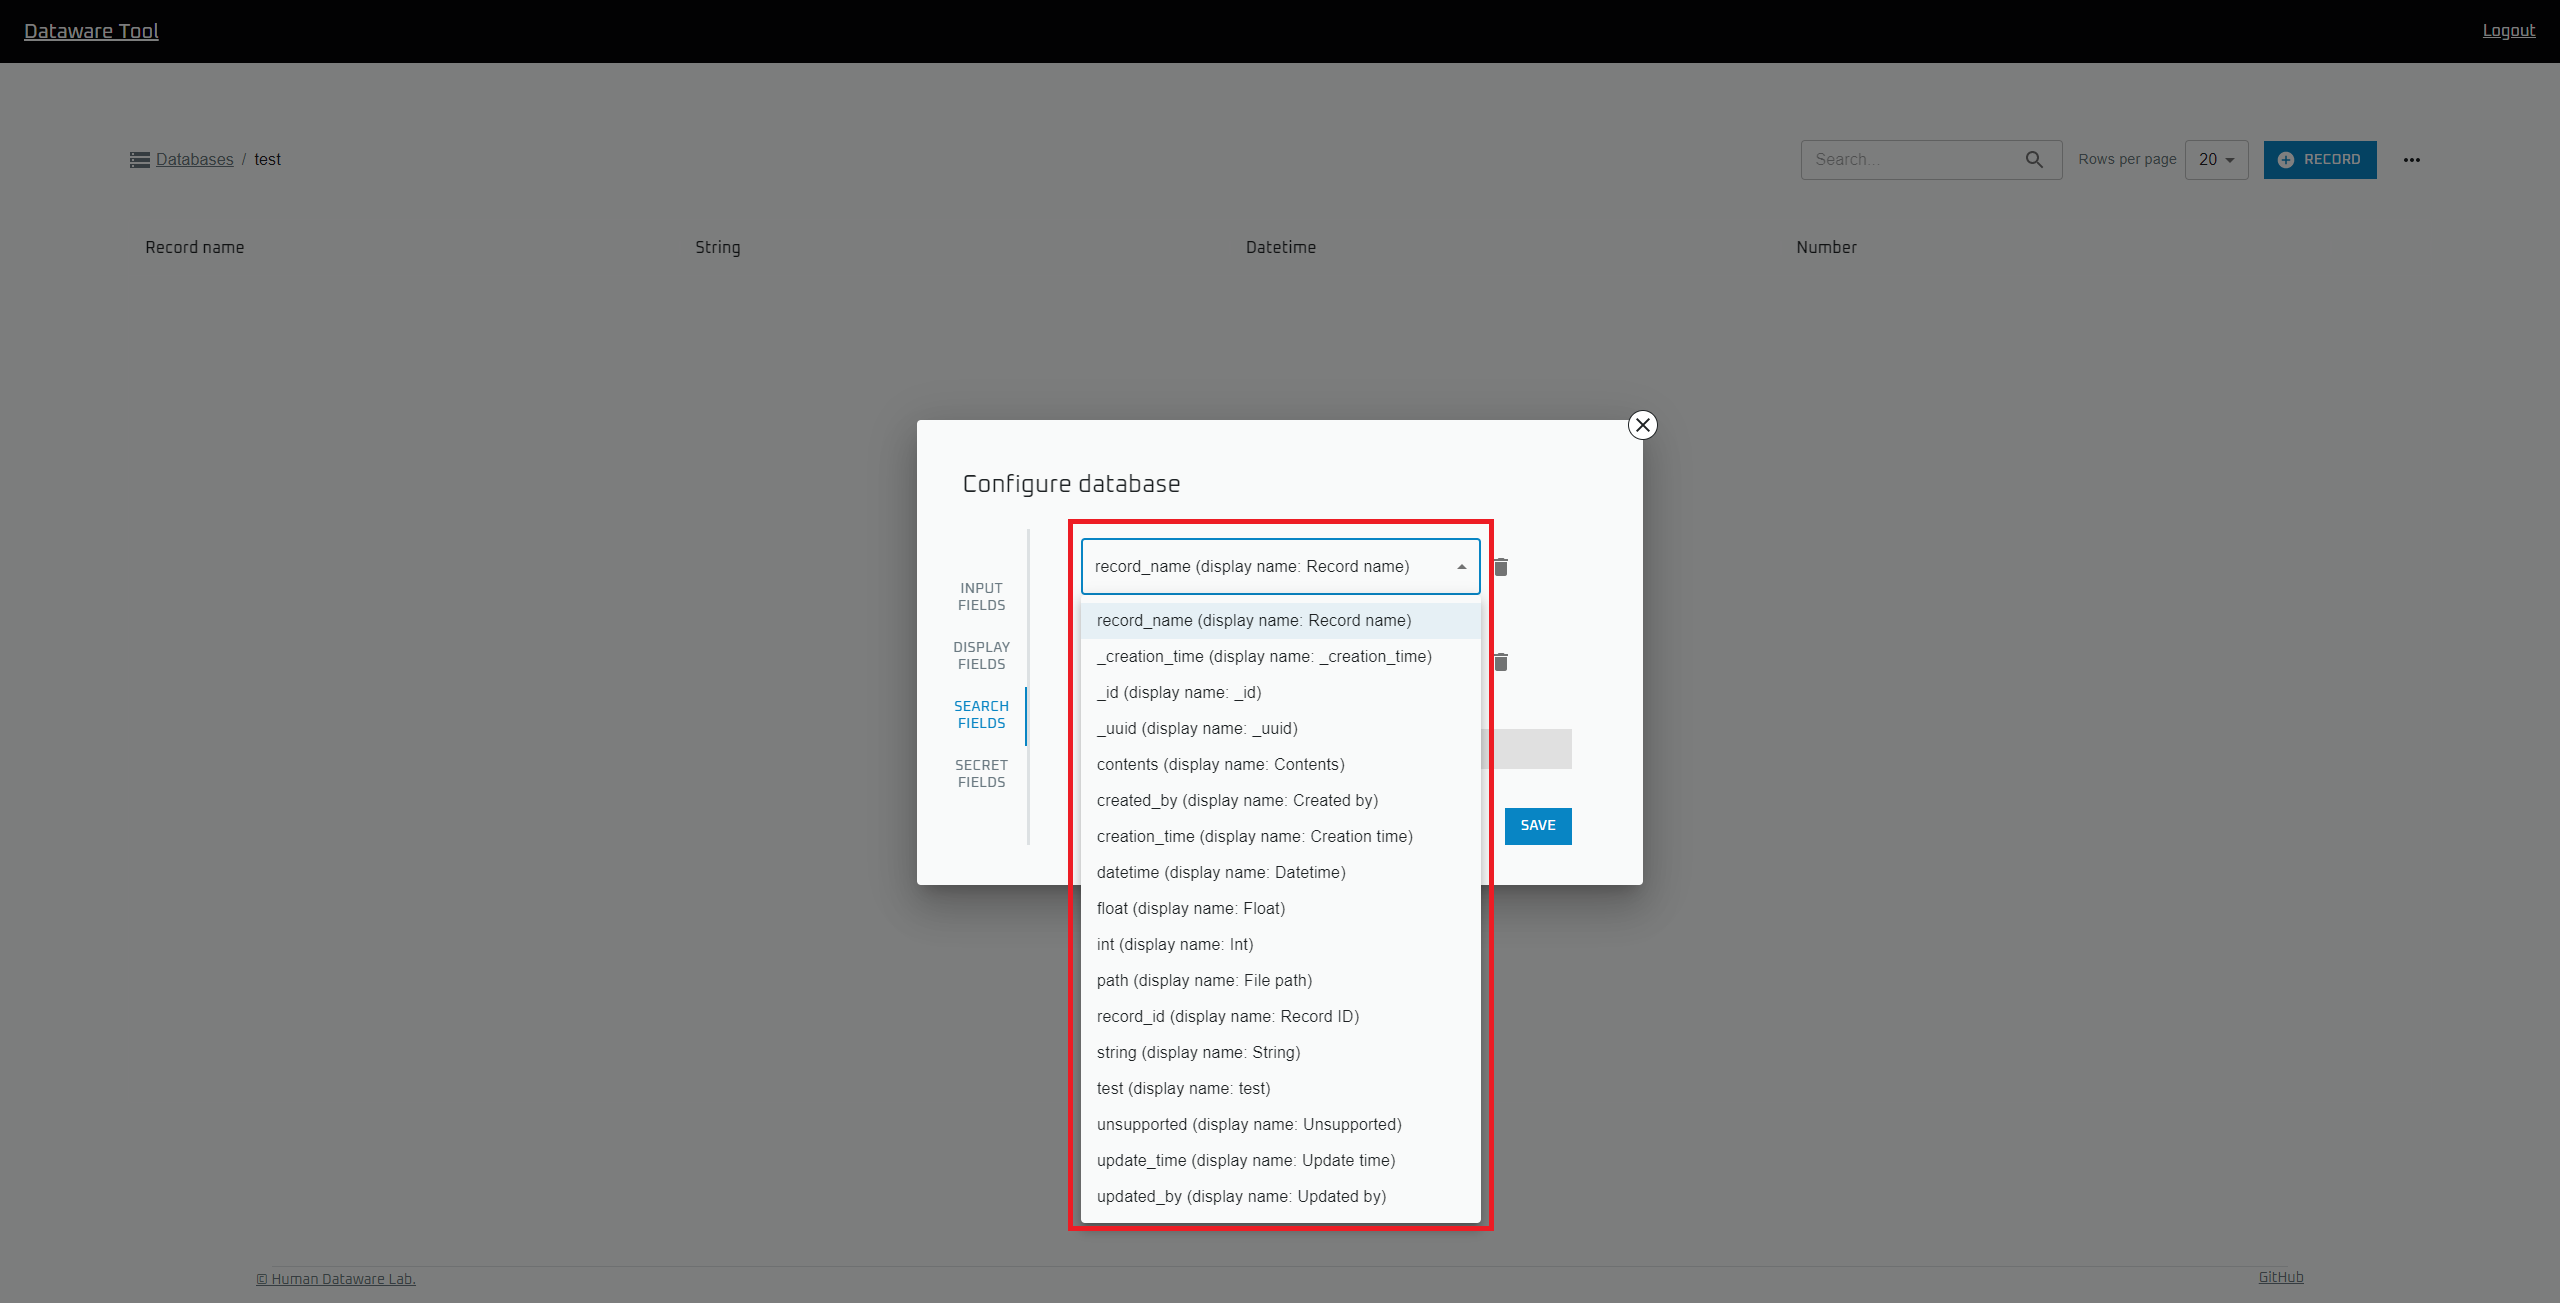 Dataware Tool
Logout
Databases / test
Search...
Rows per page
20
RECORD
Record name
String
Datetime
Number
Configure database
INPUT
FIELDS
DISPLAY
FIELDS
SEARCH
FIELDS
SECRET
FIELDS
record_name (display name: Record name)
record_name (display name: Record name)
_creation_time (display name: _creation_time)
_id (display name: _id)
_uuid (display name: _uuid)
contents (display name: Contents)
created_by (display name: Created by)
creation_time (display name: Creation time)
datetime (display name: Datetime)
float (display name: Float)
int (display name: Int)
path (display name: File path)
record_id (display name: Record ID)
string (display name: String)
test (display name: test)
unsupported (display name: Unsupported)
update_time (display name: Update time)
updated_by (display name: Updated by)
SAVE
© Human Dataware Lab.
GitHub